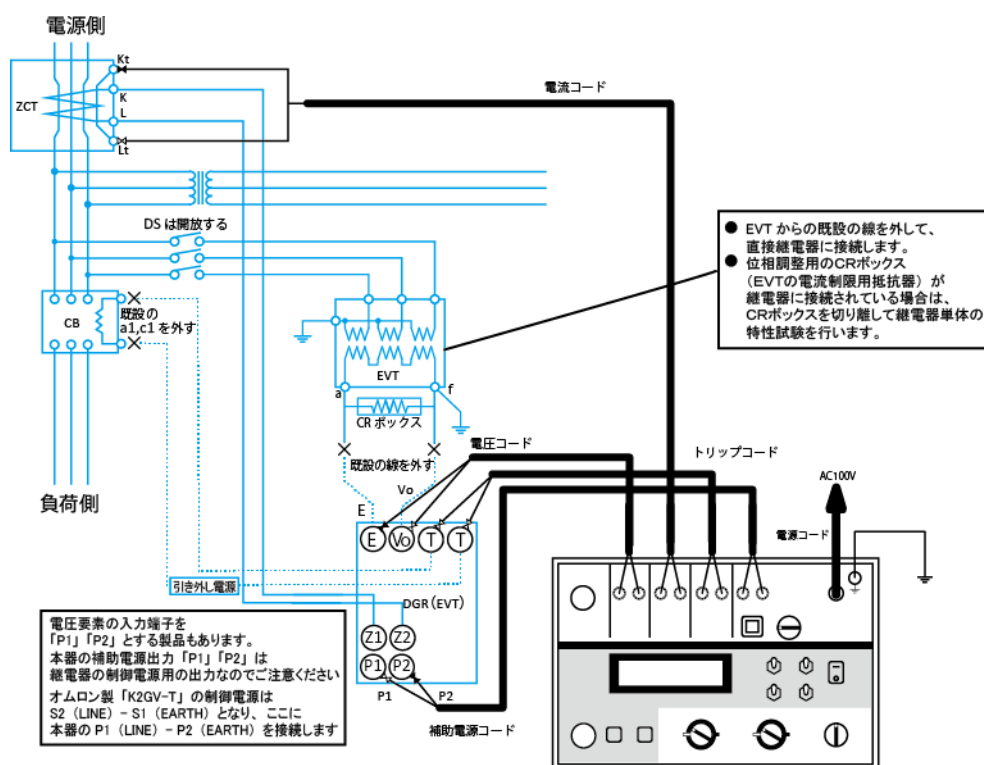 電源側
Kt
ZCT
K
L
Lt
電流コード
DSは開放する
● EVTからの既設の線を外して、
直接継電器に接続します。
● 位相調整用のCRボックス
（EVTの電流制限用抵抗器）が
継電器に接続されている場合は、
CRボックスを切り離して継電器単体の
特性試験を行います。
CB
既設の
a1,c1を外す
EVT
a
f
CRボックス
既設の線を外す
電圧コード
トリップコード
AC100V
電源コード
負荷側
Vo
E
E
Vo
T
T
引き外し電源
DGR（EVT）
Z1
Z2
P1
P2
P1
P2
補助電源コード
電圧要素の入力端子を
「P1」「P2」とする製品もあります。
本器の補助電源出力「P1」「P2」は
継電器の制御電源用の出力なのでご注意ください
オムロン製「K2GV-T」の制御電源は
S2（LINE）－S1（EARTH）となり、ここに
本器のP1（LINE）－P2（EARTH）を接続します